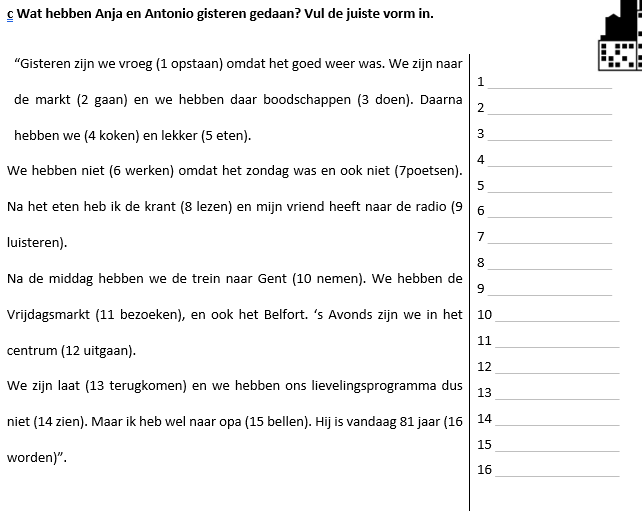 c Wat hebben Anja en Antonio gisteren gedaan? Vul de juiste vorm in.
“Gisteren zijn we vroeg (1 opstaan) omdat het goed weer was. We zijn naar
de markt (2 gaan) en we hebben daar boodschappen (3 doen). Daarna
hebben we (4 koken) en lekker (5 eten).
We hebben niet (6 werken) omdat het zondag was en ook niet (7poetsen).
Na het eten heb ik de krant (8 lezen) en mijn vriend heeft naar de radio (9
luisteren).
Na de middag hebben we de trein naar Gent (10 nemen). We hebben de
Vrijdagsmarkt (11 bezoeken), en ook het Belfort. ‘s Avonds zijn we in het
centrum (12 uitgaan).
We zijn laat (13 terugkomen) en we hebben ons lievelingsprogramma dus
niet (14 zien). Maar ik heb wel naar opa (15 bellen). Hij is vandaag 81 jaar (16
worden)”.
1
2
3
4
5
6
7
8
9
10
11
12
13
14
15
16